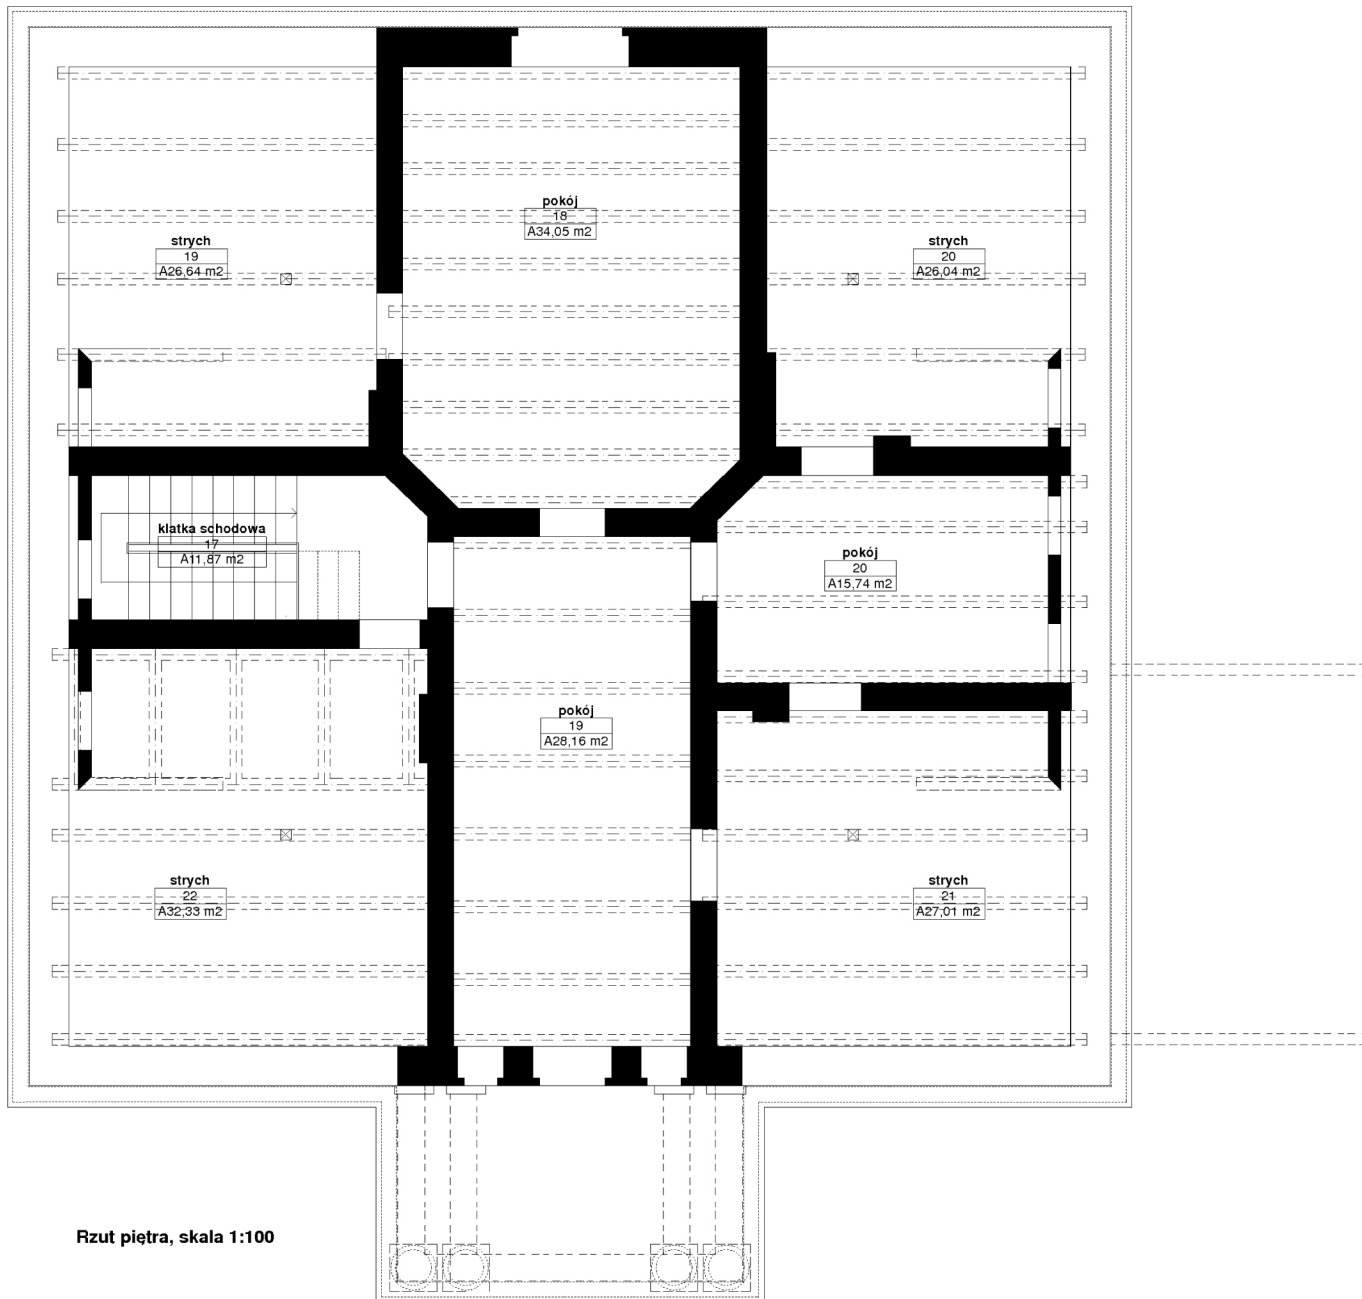 pokój
18
A34,05 m2
strych
19
A26,64 m2
strych
20
A26,04 m2
klatka schodowa
17
A11,87 m2
pokój
20
A15,74 m2
pokój
19
A28,16 m2
strych
22
A32,33 m2
strych
21
A27,01 m2
Rzut piętra, skala 1:100